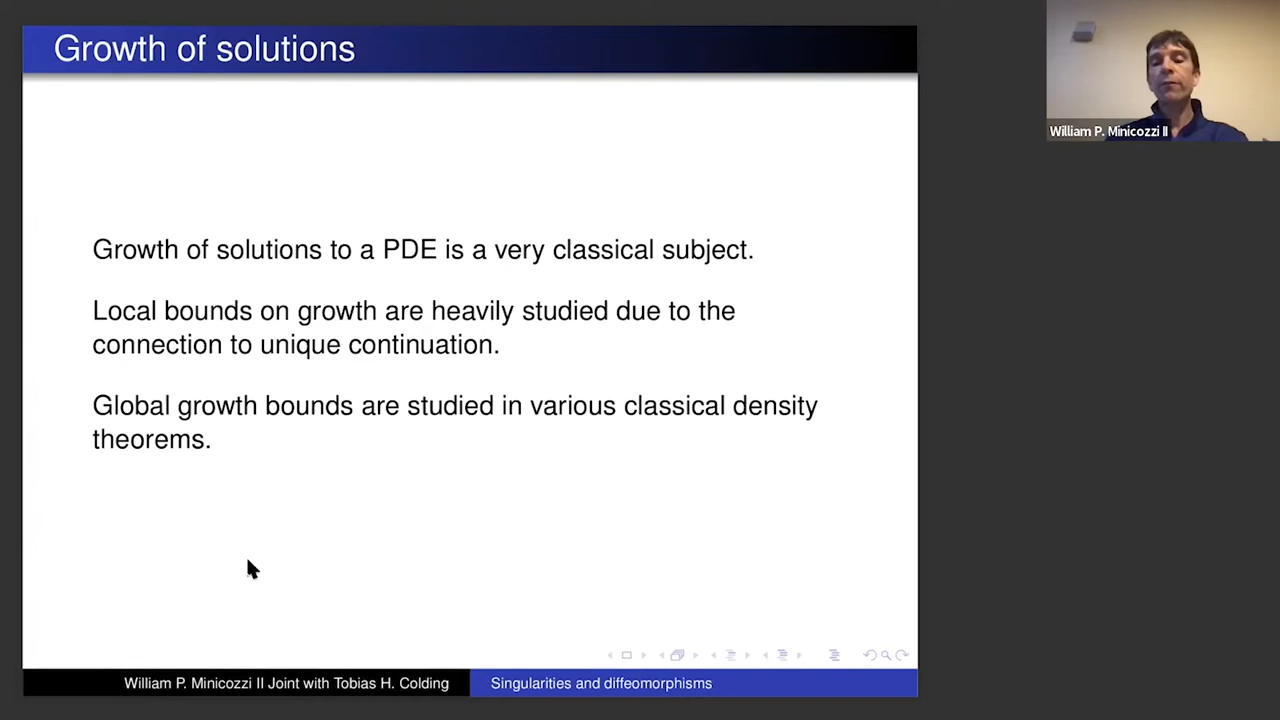 Growth of solutions
William P. Minicozzi II
Growth of solutions to a PDE is a very classical subject.
Local bounds on growth are heavily studied due to the
connection to unique continuation.
Global growth bounds are studied in various classical density
theorems.
William P. Minicozzi II Joint with Tobias H. Colding
Singularities and diffeomorphisms